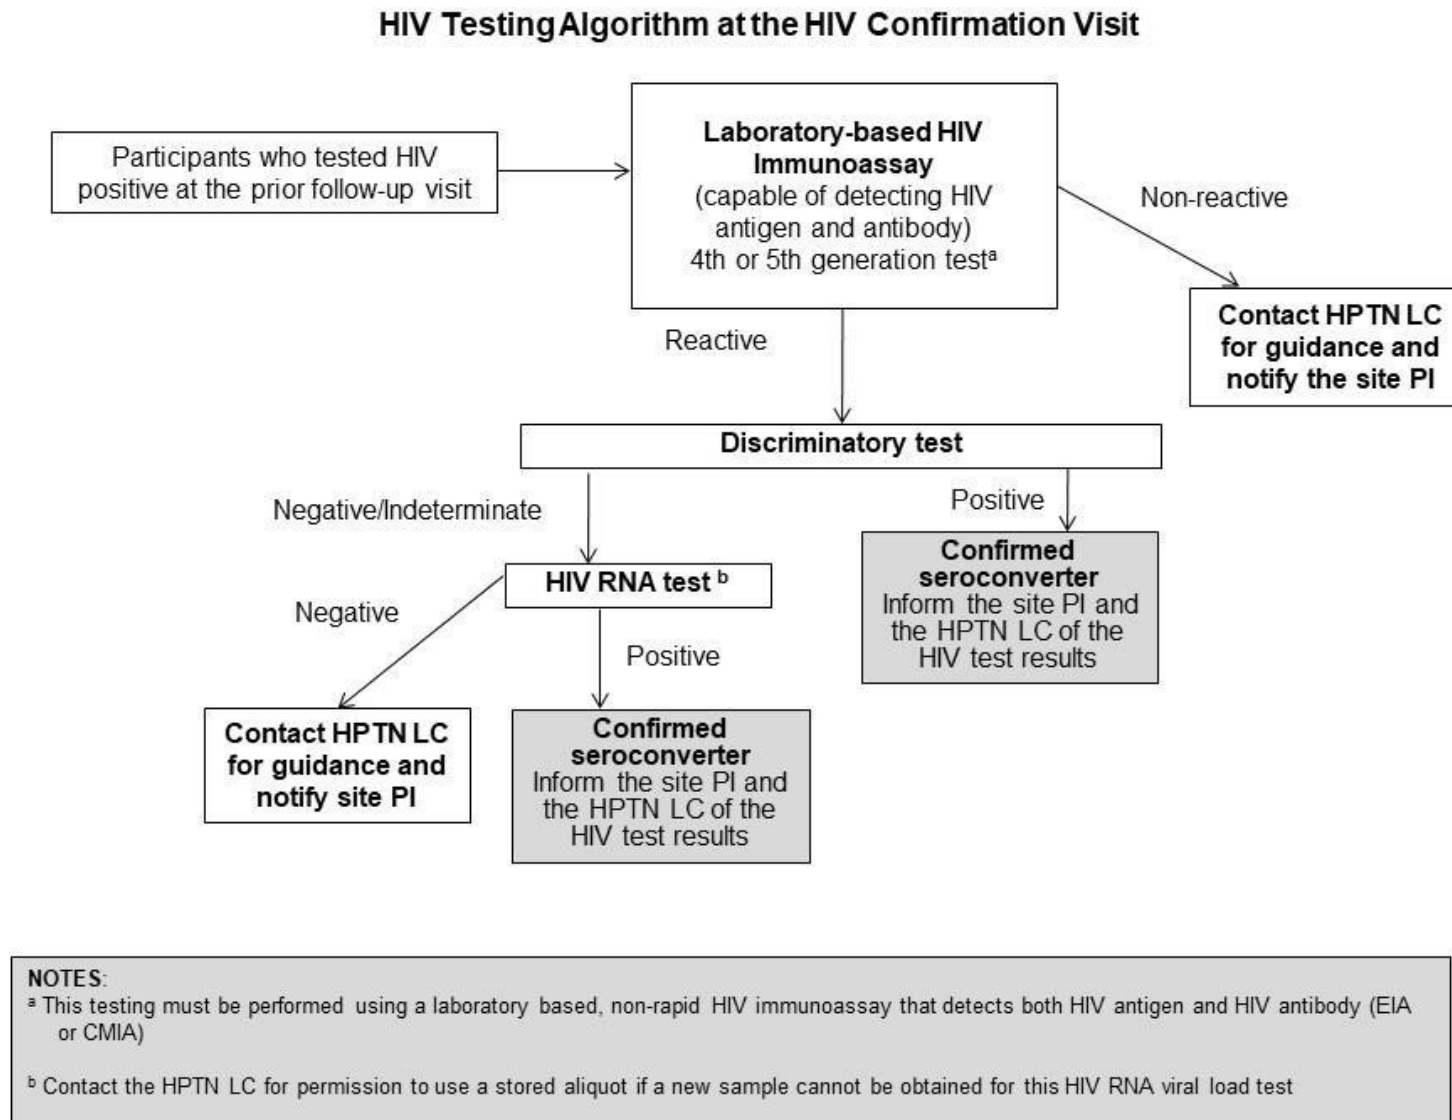 HIV Testing Algorithm at the HIV Confirmation Visit
Participants who tested HIV
positive at the prior follow-up visit
Laboratory-based HIV
Immunoassay
(capable of detecting HIV
antigen and antibody)
4th or 5th generation testᵃ
Non-reactive
Contact HPTN LC
for guidance and
notify the site PI
Reactive
Discriminatory test
Negative/Indeterminate
Positive
Confirmed
seroconverter
Inform the site PI and
the HPTN LC of the
HIV test results
HIV RNA test ᵇ
Negative
Positive
Contact HPTN LC
for guidance and
notify site PI
Confirmed
seroconverter
Inform the site PI and
the HPTN LC of the
HIV test results
NOTES:
ᵃ This testing must be performed using a laboratory based, non-rapid HIV immunoassay that detects both HIV antigen and HIV antibody (EIA
or CMIA)
ᵇ Contact the HPTN LC for permission to use a stored aliquot if a new sample cannot be obtained for this HIV RNA viral load test